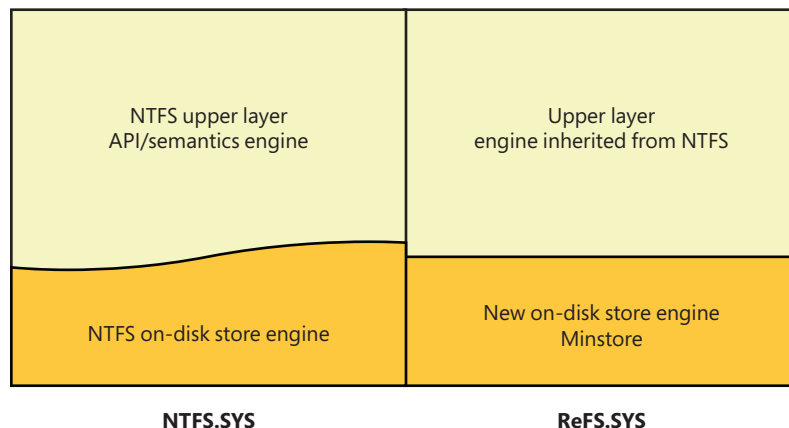 NTFS upper layer
API/semantics engine
Upper layer
engine inherited from NTFS
NTFS on-disk store engine
New on-disk store engine
Minstore
NTFS.SYS
ReFS.SYS